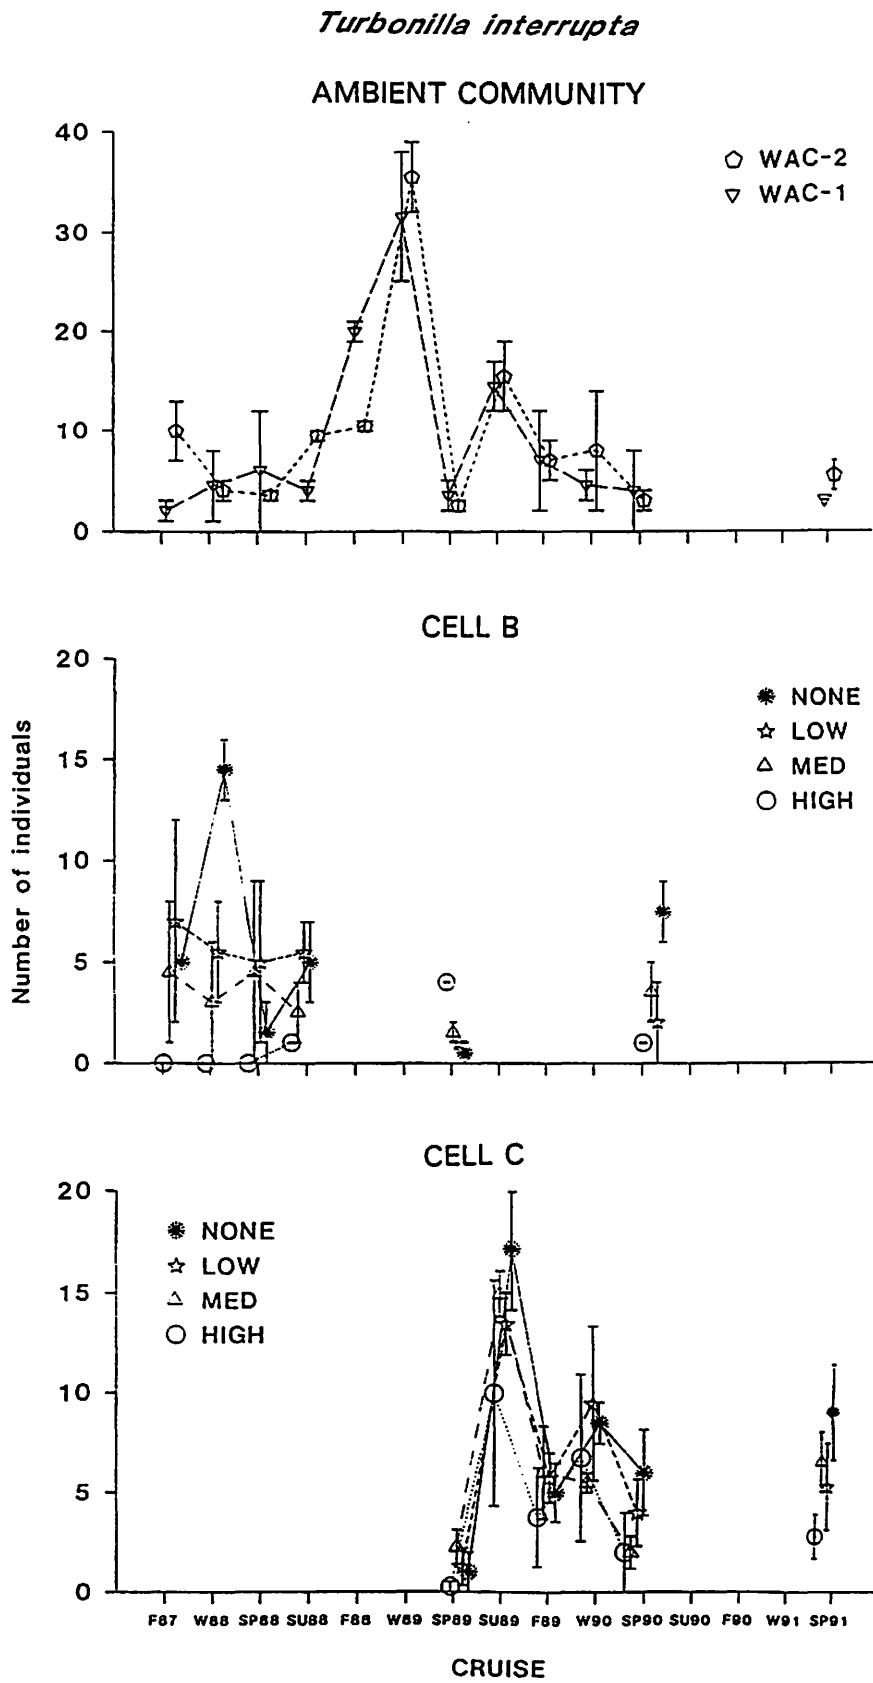 Turbonilla interrupta
AMBIENT COMMUNITY
WAC-2
WAC-1
40
30
20
10
0
CELL B
NONE
LOW
MED
HIGH
20
15
10
5
0
Number of individuals
CELL C
NONE
LOW
MED
HIGH
20
15
10
5
0
F87 W88 SP88 SU88 F88 W89 SP89 SU89 F89 W90 SP90 SU90 F90 W91 SP91
CRUISE